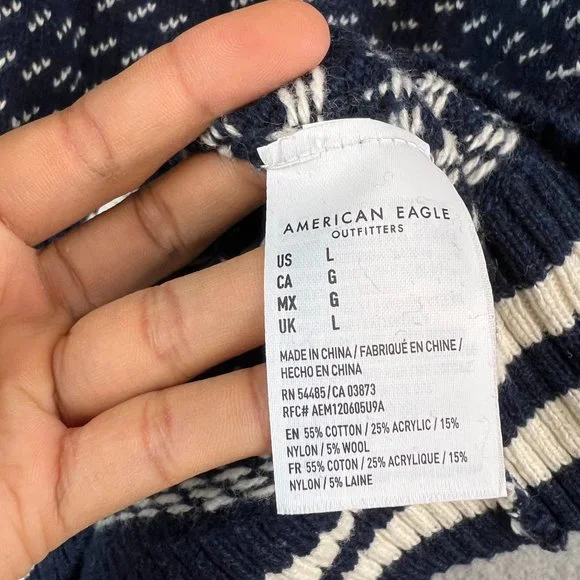 AMERICAN EAGLE
OUTFITTERS
US L
CA G
MX G
UK L
MADE IN CHINA / FABRIQUÉ EN CHINE /
HECHO EN CHINA
RN 54485 / CA 03873
RFC# AEM120605U9A
EN 55% COTTON / 25% ACRYLIC / 15%
NYLON / 5% WOOL
FR 55% COTON / 25% ACRYLIQUE / 15%
NYLON / 5% LAINE